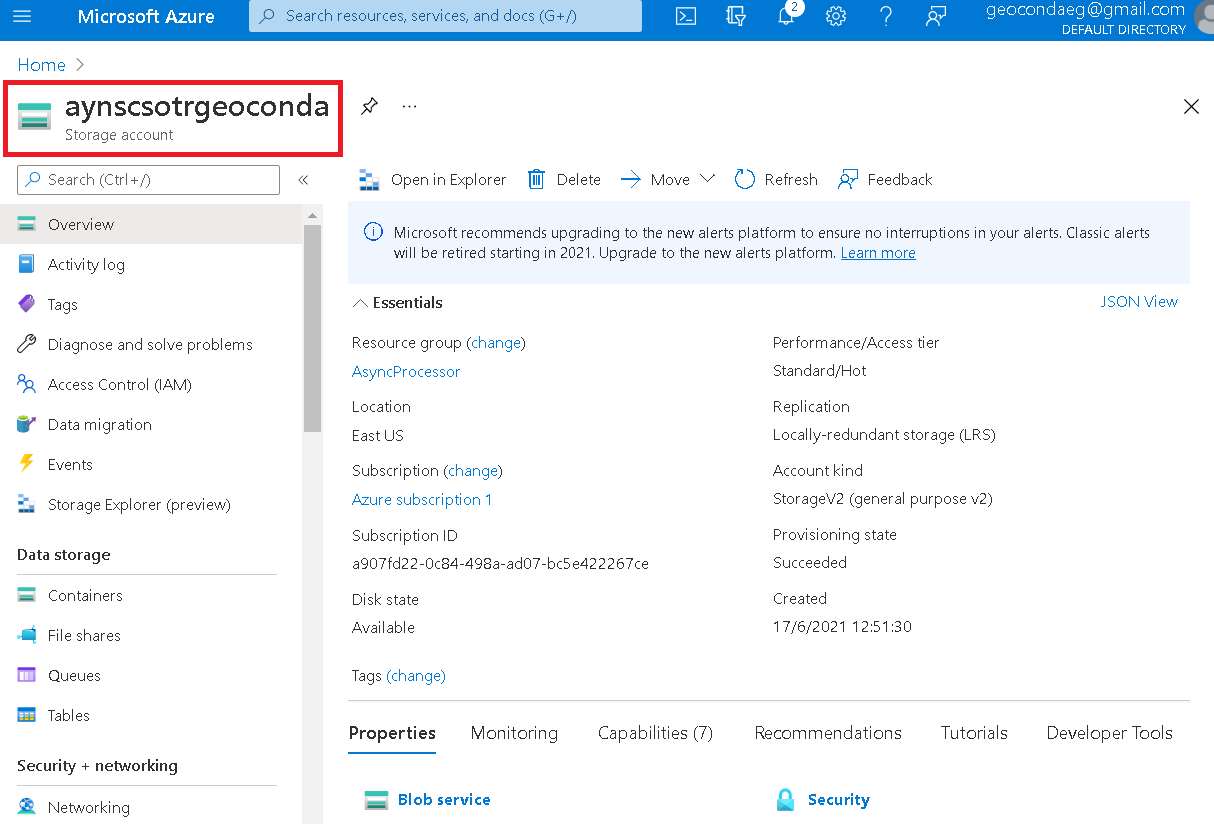 Microsoft Azure
Search resources, services, and docs (G+/)
2
geocondaeg@gmail.com
DEFAULT DIRECTORY
Home
aynscsotrgeoconda
Storage account
Search (Ctrl+/)
Overview
Activity log
Tags
Diagnose and solve problems
Access Control (IAM)
Data migration
Events
Storage Explorer (preview)
Data storage
Containers
File shares
Queues
Tables
Security + networking
Networking
Open in Explorer
Delete
Move
Refresh
Feedback
Microsoft recommends upgrading to the new alerts platform to ensure no interruptions in your alerts. Classic alerts
will be retired starting in 2021. Upgrade to the new alerts platform. Learn more
Essentials
JSON View
Resource group (change)
AsyncProcessor
Location
East US
Subscription (change)
Azure subscription 1
Subscription ID
a907fd22-0c84-498a-ad07-bc5e422267ce
Disk state
Available
Performance/Access tier
Standard/Hot
Replication
Locally-redundant storage (LRS)
Account kind
StorageV2 (general purpose v2)
Provisioning state
Succeeded
Created
17/6/2021 12:51:30
Tags (change)
Properties
Monitoring
Capabilities (7)
Recommendations
Tutorials
Developer Tools
Blob service
Security